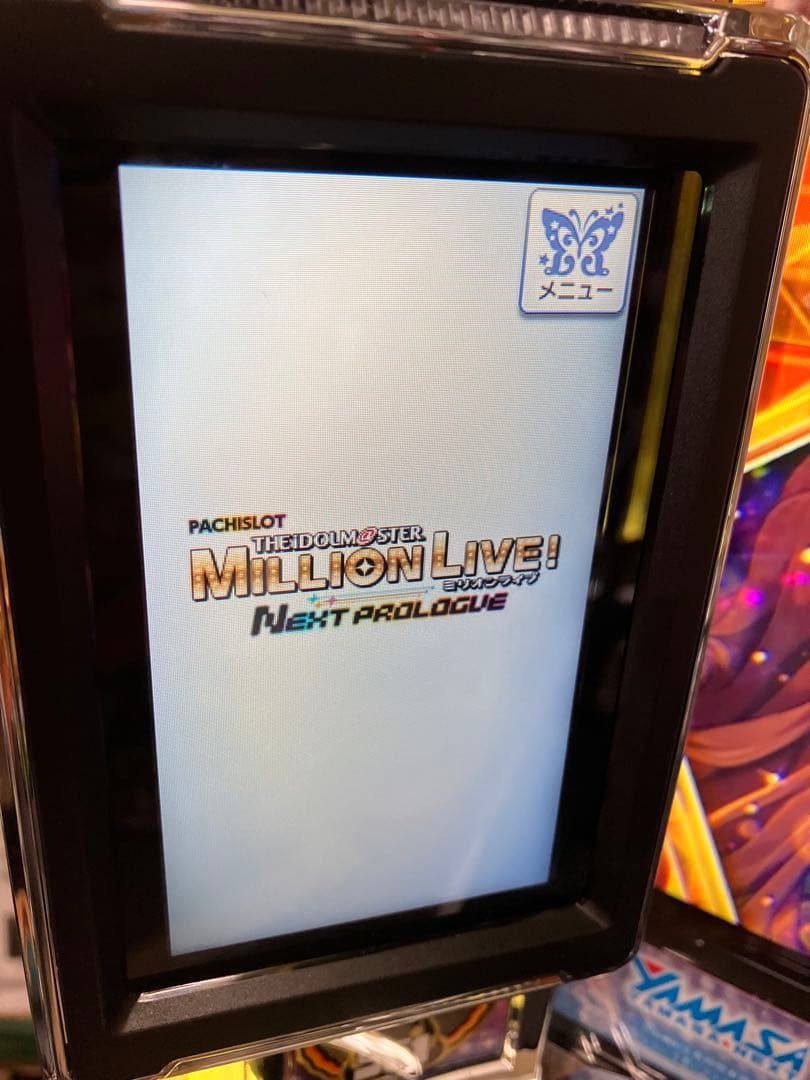 メニュー
PACHISLOT
THE IDOLM@STER
MILLION LIVE!
ミリオンライブ
NEXT PROLOGUE
YAMASA